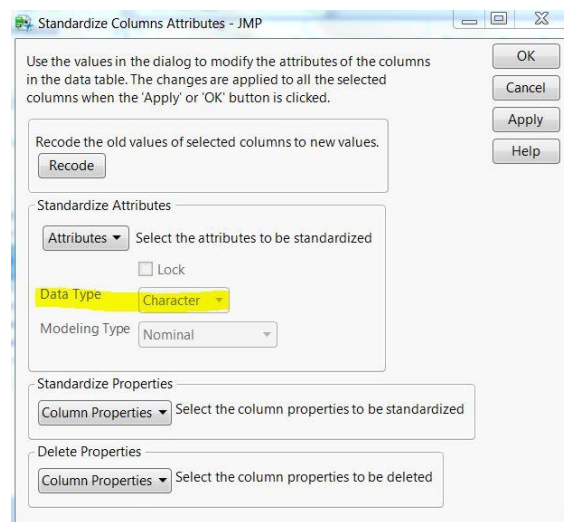 Standardize Columns Attributes - JMP
Use the values in the dialog to modify the attributes of the columns
in the data table. The changes are applied to all the selected
columns when the 'Apply' or 'OK' button is clicked.
OK
Cancel
Apply
Help
Recode the old values of selected columns to new values.
Recode
Standardize Attributes
Attributes Select the attributes to be standardized
Lock
Data Type Character
Modeling Type Nominal
Standardize Properties
Column Properties Select the column properties to be standardized
Delete Properties
Column Properties Select the column properties to be deleted